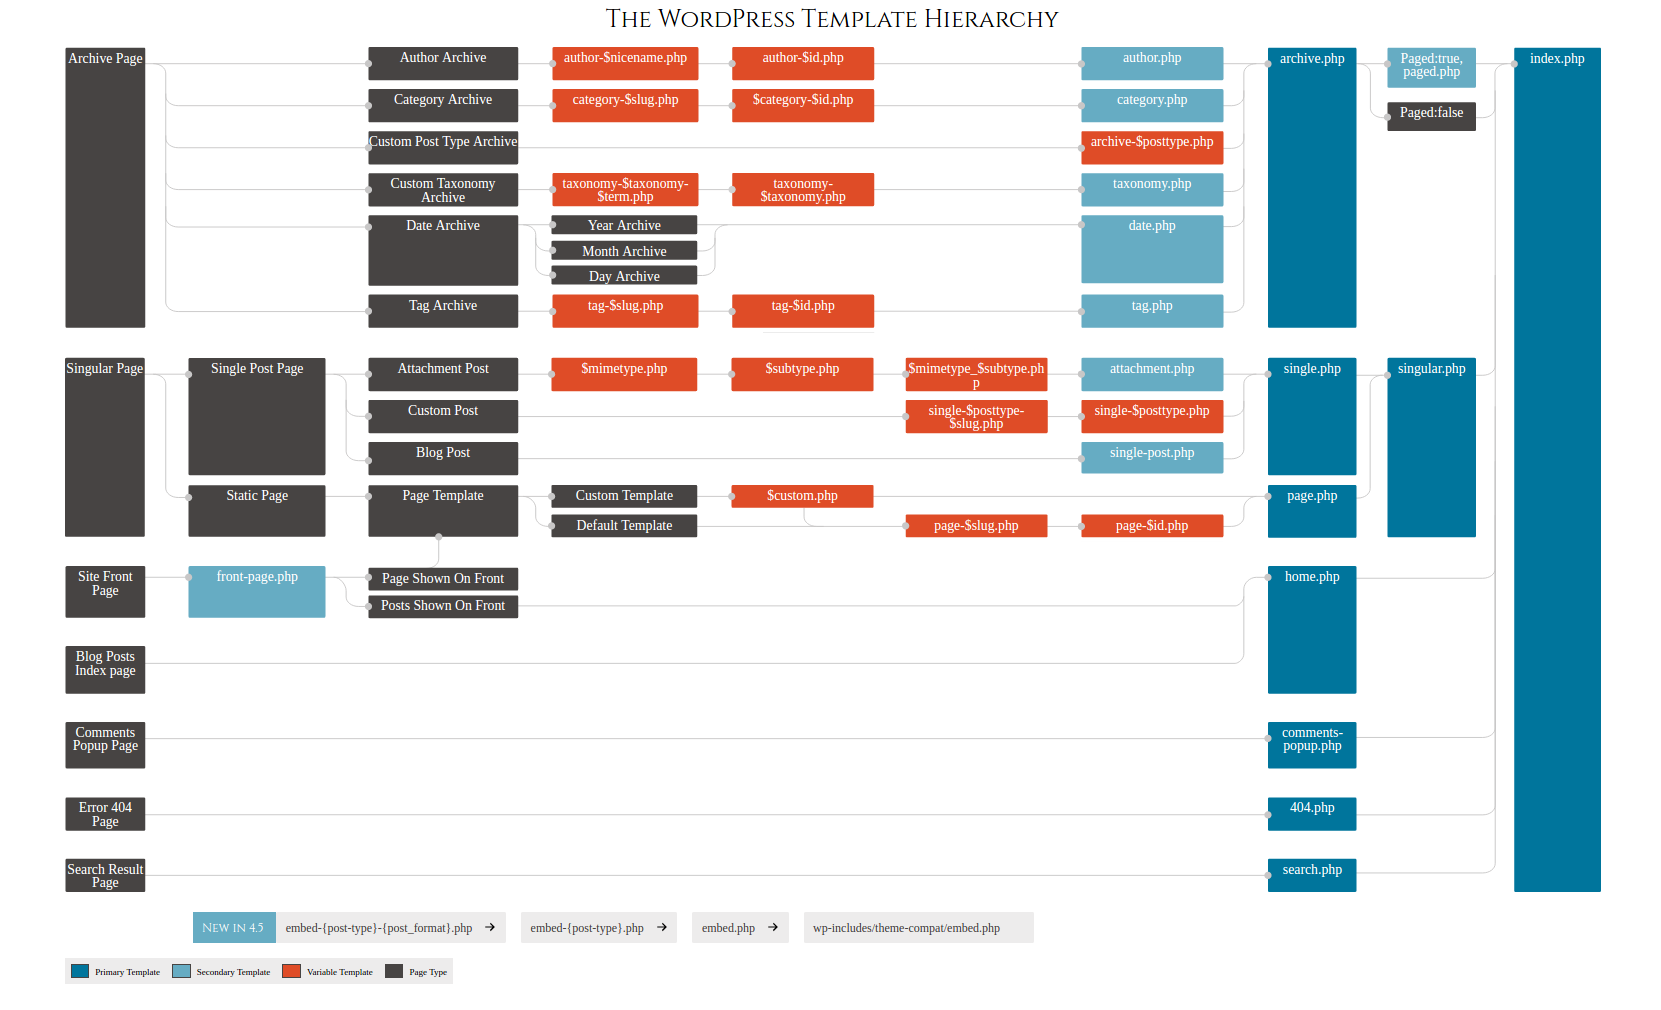 The WordPress Template Hierarchy
Archive Page
Author Archive
author-$nicename.php
author-$id.php
author.php
archive.php
Paged:true,
paged.php
index.php
Category Archive
category-$slug.php
$category-$id.php
category.php
Paged:false
Custom Post Type Archive
archive-$posttype.php
Custom Taxonomy
Archive
taxonomy-$taxonomy-
$term.php
taxonomy-
$taxonomy.php
taxonomy.php
Date Archive
Year Archive
Month Archive
Day Archive
date.php
Tag Archive
tag-$slug.php
tag-$id.php
tag.php
Singular Page
Single Post Page
Attachment Post
$mimetype.php
$subtype.php
$mimetype_$subtype.ph
p
attachment.php
single.php
singular.php
Custom Post
single-$posttype-
$slug.php
single-$posttype.php
Blog Post
single-post.php
Static Page
Page Template
Custom Template
$custom.php
page.php
Default Template
page-$slug.php
page-$id.php
Site Front
Page
front-page.php
Page Shown On Front
Posts Shown On Front
home.php
Blog Posts
Index page
Comments
Popup Page
comments-
popup.php
Error 404
Page
404.php
Search Result
Page
search.php
New in 4.5
embed-{post-type}-{post_format}.php →
embed-{post-type}.php →
embed.php →
wp-includes/theme-compat/embed.php
Primary Template
Secondary Template
Variable Template
Page Type